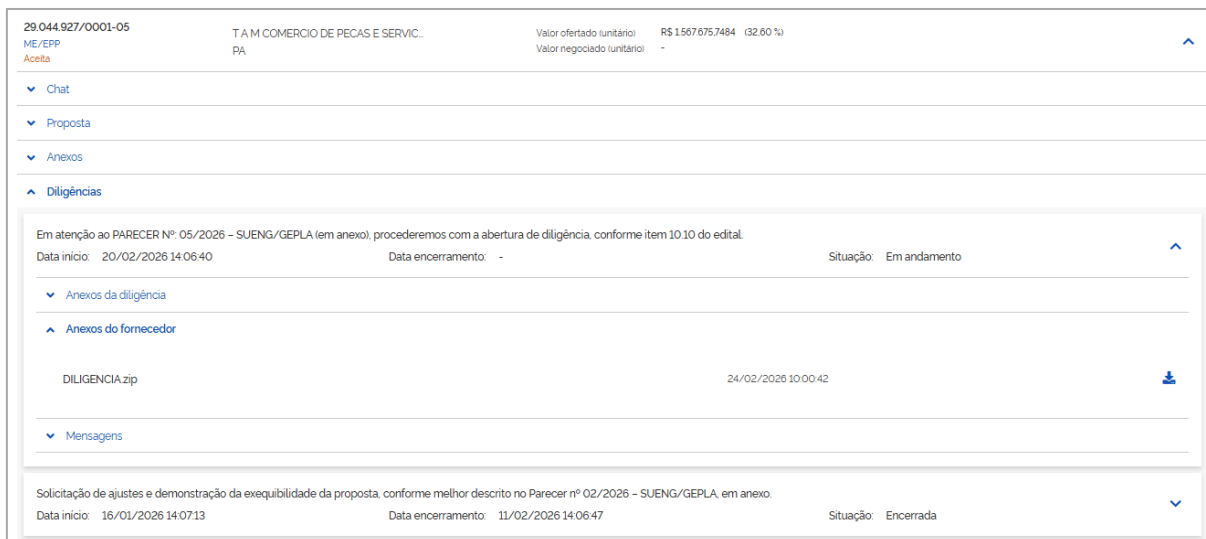 29.044.927/0001-05
ME/EPP
Aceita
T A M COMERCIO DE PECAS E SERVIC...
PA
Valor ofertado (unitário) R$ 1.567.675,7484 (32,60 %)
Valor negociado (unitário) -
Chat
Proposta
Anexos
Diligências
Em atenção ao PARECER Nº: 05/2026 – SUENG/GEPLA (em anexo), procederemos com a abertura de diligência, conforme item 10.10 do edital.
Data início: 20/02/2026 14:06:40 Data encerramento: - Situação: Em andamento
Anexos da diligência
Anexos do fornecedor
DILIGENCIA.zip 24/02/2026 10:00:42
Mensagens
Solicitação de ajustes e demonstração da exequibilidade da proposta, conforme melhor descrito no Parecer nº 02/2026 – SUENG/GEPLA, em anexo.
Data início: 16/01/2026 14:07:13 Data encerramento: 11/02/2026 14:06:47 Situação: Encerrada